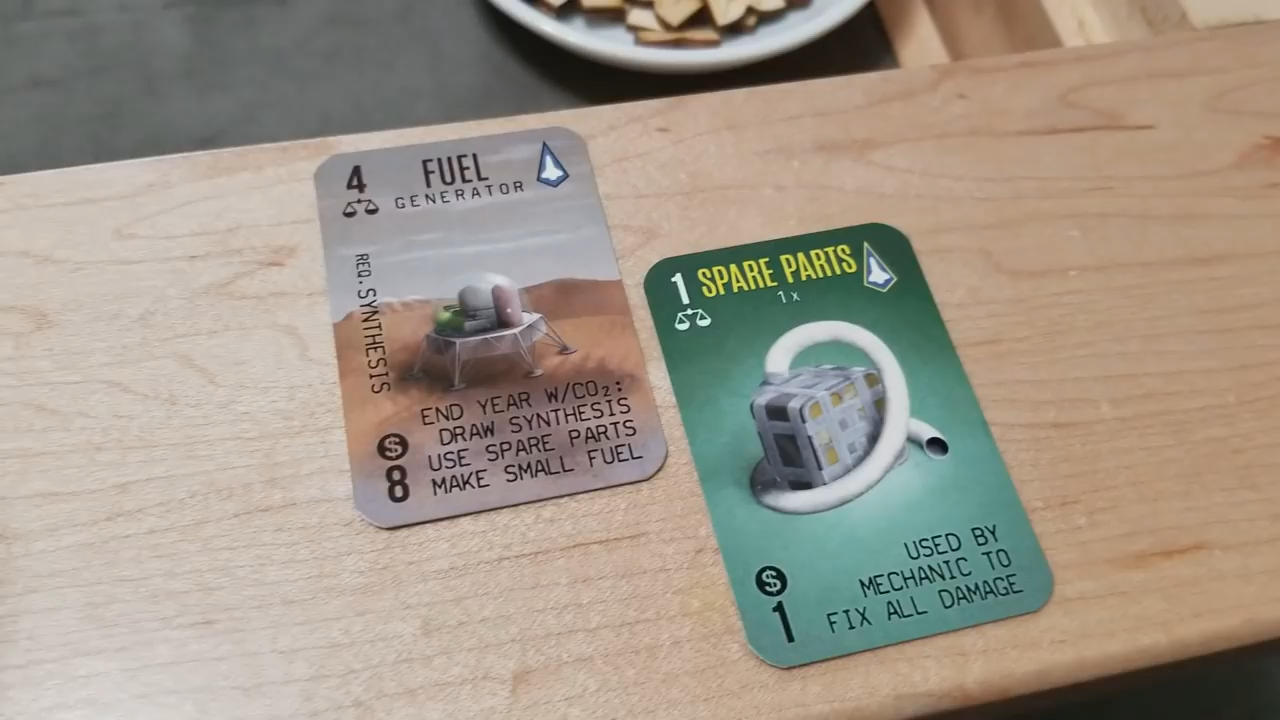 4
FUEL
GENERATOR
REQ. SYNTHESIS
END YEAR W/CO₂:
DRAW SYNTHESIS
USE SPARE PARTS
MAKE SMALL FUEL
$
8
1
SPARE PARTS
1x
USED BY
MECHANIC TO
FIX ALL DAMAGE
$
1